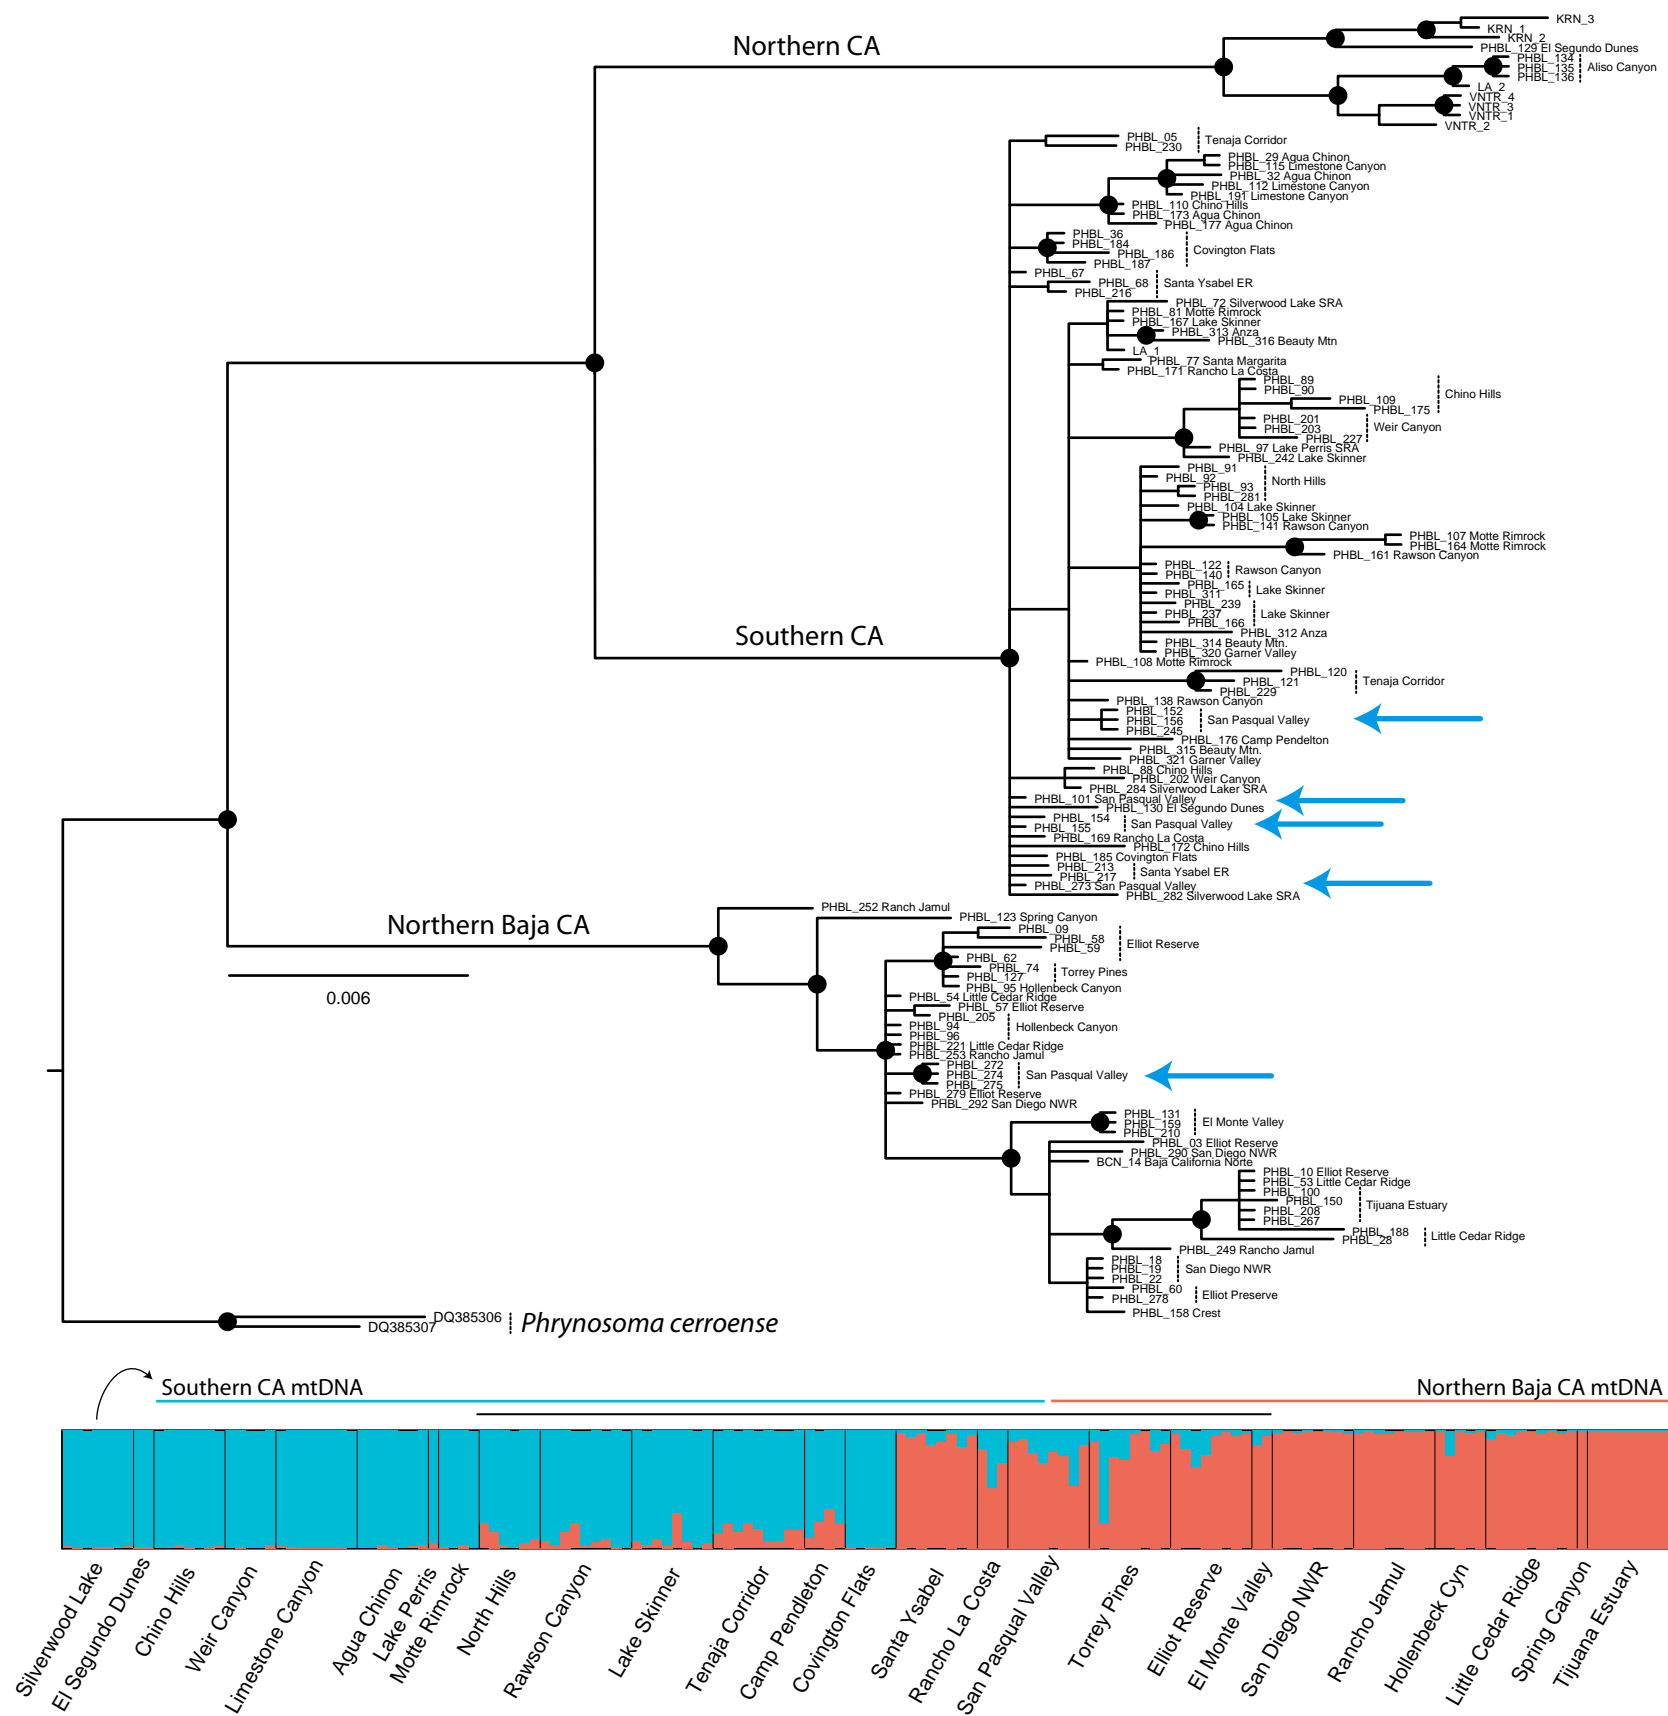 Northern CA
KRN_3
KRN_1
KRN_2
PHBL_129 El Segundo Dunes
PHBL_134
PHBL_135
PHBL_136
Aliso Canyon
LA_2
VNTR_4
VNTR_3
VNTR_1
VNTR_2
PHBL_05
PHBL_230
Tenaja Corridor
PHBL_29 Agua Chinon
PHBL_115 Limestone Canyon
PHBL_32 Agua Chinon
PHBL_112 Limestone Canyon
PHBL_191 Limestone Canyon
PHBL_110 Chino Hills
PHBL_173 Agua Chinon
PHBL_177 Agua Chinon
PHBL_36
PHBL_184
PHBL_186
PHBL_187
Covington Flats
PHBL_67
PHBL_68
PHBL_216
Santa Ysabel ER
PHBL_72 Silverwood Lake SRA
PHBL_81 Motte Rimrock
PHBL_167 Lake Skinner
PHBL_313 Anza
PHBL_316 Beauty Mtn
LA_1
PHBL_77 Santa Margarita
PHBL_171 Rancho La Costa
PHBL_89
PHBL_90
PHBL_109
PHBL_175
Chino Hills
PHBL_201
PHBL_203
PHBL_227
Weir Canyon
PHBL_97 Lake Perris SRA
PHBL_242 Lake Skinner
PHBL_91
PHBL_92
PHBL_93
PHBL_281
North Hills
PHBL_104 Lake Skinner
PHBL_105 Lake Skinner
PHBL_141 Rawson Canyon
PHBL_107 Motte Rimrock
PHBL_164 Motte Rimrock
PHBL_161 Rawson Canyon
PHBL_122
PHBL_140
Rawson Canyon
PHBL_165
PHBL_311
Lake Skinner
PHBL_239
PHBL_237
PHBL_166
Lake Skinner
PHBL_312 Anza
PHBL_314 Beauty Mtn.
PHBL_320 Garner Valley
Southern CA
PHBL_108 Motte Rimrock
PHBL_120
PHBL_121
PHBL_229
Tenaja Corridor
PHBL_138 Rawson Canyon
PHBL_152
PHBL_156
PHBL_245
San Pasqual Valley
PHBL_176 Camp Pendelton
PHBL_315 Beauty Mtn.
PHBL_321 Garner Valley
PHBL_88 Chino Hills
PHBL_202 Weir Canyon
PHBL_284 Silverwood Laker SRA
PHBL_101 San Pasqual Valley
PHBL_130 El Segundo Dunes
PHBL_154
PHBL_155
San Pasqual Valley
PHBL_169 Rancho La Costa
PHBL_172 Chino Hills
PHBL_185 Covington Flats
PHBL_213
PHBL_217
Santa Ysabel ER
PHBL_273 San Pasqual Valley
PHBL_282 Silverwood Lake SRA
Northern Baja CA
PHBL_252 Ranch Jamul
PHBL_123 Spring Canyon
PHBL_09
PHBL_58
PHBL_59
Elliot Reserve
PHBL_62
PHBL_74
PHBL_127
Torrey Pines
PHBL_95 Hollenbeck Canyon
PHBL_54 Little Cedar Ridge
PHBL_57 Elliot Reserve
PHBL_205
PHBL_94
PHBL_96
Hollenbeck Canyon
PHBL_221 Little Cedar Ridge
PHBL_253 Rancho Jamul
PHBL_272
PHBL_274
PHBL_275
San Pasqual Valley
PHBL_279 Elliot Reserve
PHBL_292 San Diego NWR
0.006
PHBL_131
PHBL_159
PHBL_210
El Monte Valley
PHBL_03 Elliot Reserve
PHBL_290 San Diego NWR
BCN_14 Baja California Norte
PHBL_10 Elliot Reserve
PHBL_53 Little Cedar Ridge
PHBL_100
PHBL_150
PHBL_208
PHBL_267
Tijuana Estuary
PHBL_188
PHBL_28
Little Cedar Ridge
PHBL_249 Rancho Jamul
PHBL_18
PHBL_19
PHBL_22
San Diego NWR
PHBL_60
PHBL_278
Elliot Preserve
PHBL_158 Crest
DQ385306
DQ385307
Phrynosoma cerroense
Southern CA mtDNA
Northern Baja CA mtDNA
Silverwood Lake
El Segundo Dunes
Chino Hills
Weir Canyon
Limestone Canyon
Agua Chinon
Lake Perris
Motte Rimrock
North Hills
Rawson Canyon
Lake Skinner
Tenaja Corridor
Camp Pendleton
Covington Flats
Santa Ysabel
Rancho La Costa
San Pasqual Valley
Torrey Pines
Elliot Reserve
El Monte Valley
San Diego NWR
Rancho Jamul
Hollenbeck Cyn
Little Cedar Ridge
Spring Canyon
Tijuana Estuary